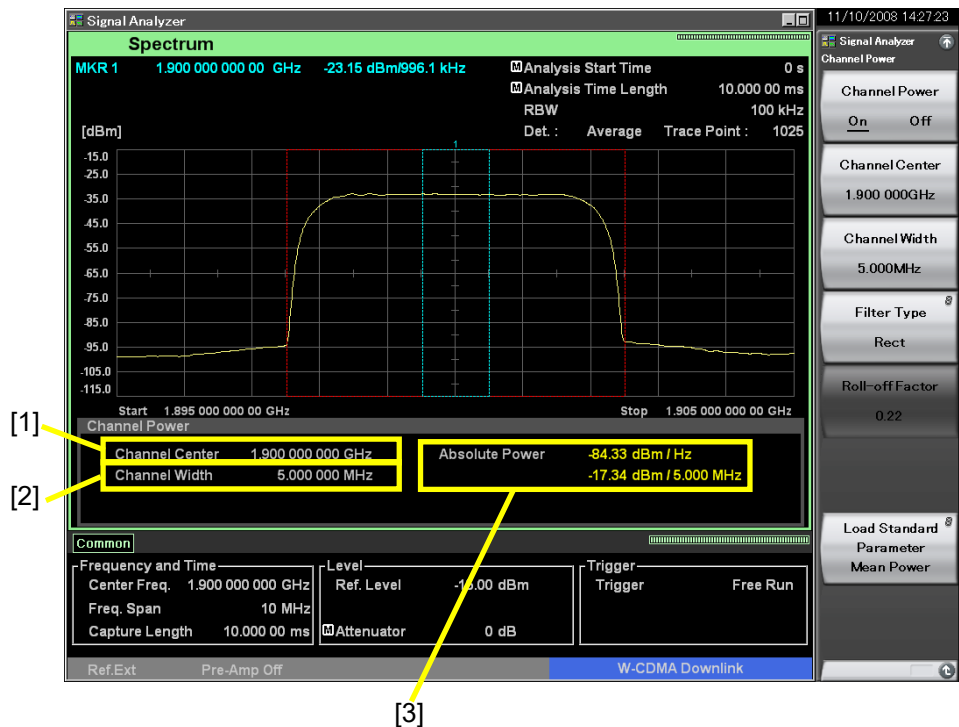 Signal Analyzer
11/10/2008 14:27:23
Spectrum
MKR 1 1.900 000 000 00 GHz -23.15 dBm/996.1 kHz
M Analysis Start Time 0 s
M Analysis Time Length 10.000 00 ms
RBW 100 kHz
[dBm] Det. : Average Trace Point : 1025
1
-15.0
-25.0
-35.0
-45.0
-55.0
-65.0
-75.0
-85.0
-95.0
-105.0
-115.0
Start 1.895 000 000 00 GHz Stop 1.905 000 000 00 GHz
Channel Power
[1]
Channel Center 1.900 000 000 GHz
[2]
Channel Width 5.000 000 MHz
Absolute Power -84.33 dBm / Hz
-17.34 dBm / 5.000 MHz
Common
Frequency and Time
Center Freq. 1.900 000 000 GHz
Freq. Span 10 MHz
Capture Length 10.000 00 ms
Level
Ref. Level -15.00 dBm
M Attenuator 0 dB
Trigger
Trigger Free Run
Ref.Ext Pre-Amp Off W-CDMA Downlink
[3]
Signal Analyzer
Channel Power
Channel Power
On Off
Channel Center
1.900 000GHz
Channel Width
5.000MHz
Filter Type
Rect
Roll-off Factor
0.22
Load Standard
Parameter
Mean Power